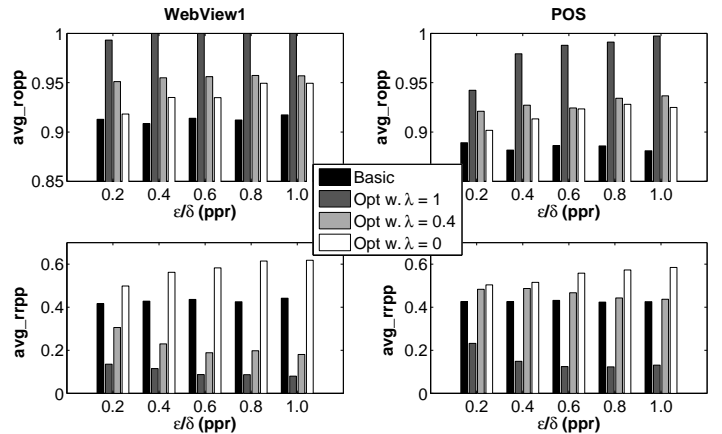 WebView1
POS
1
0.95
0.9
0.85
avg_ropp
0.2 0.4 0.6 0.8 1.0
ε/δ (ppr)
1
0.95
0.9
0.85
avg_ropp
0.2 0.4 0.6 0.8 1.0
ε/δ (ppr)
Basic
Opt w. λ = 1
Opt w. λ = 0.4
Opt w. λ = 0
0.6
0.4
0.2
0
avg_rrpp
0.2 0.4 0.6 0.8 1.0
ε/δ (ppr)
0.6
0.4
0.2
0
avg_rrpp
0.2 0.4 0.6 0.8 1.0
ε/δ (ppr)